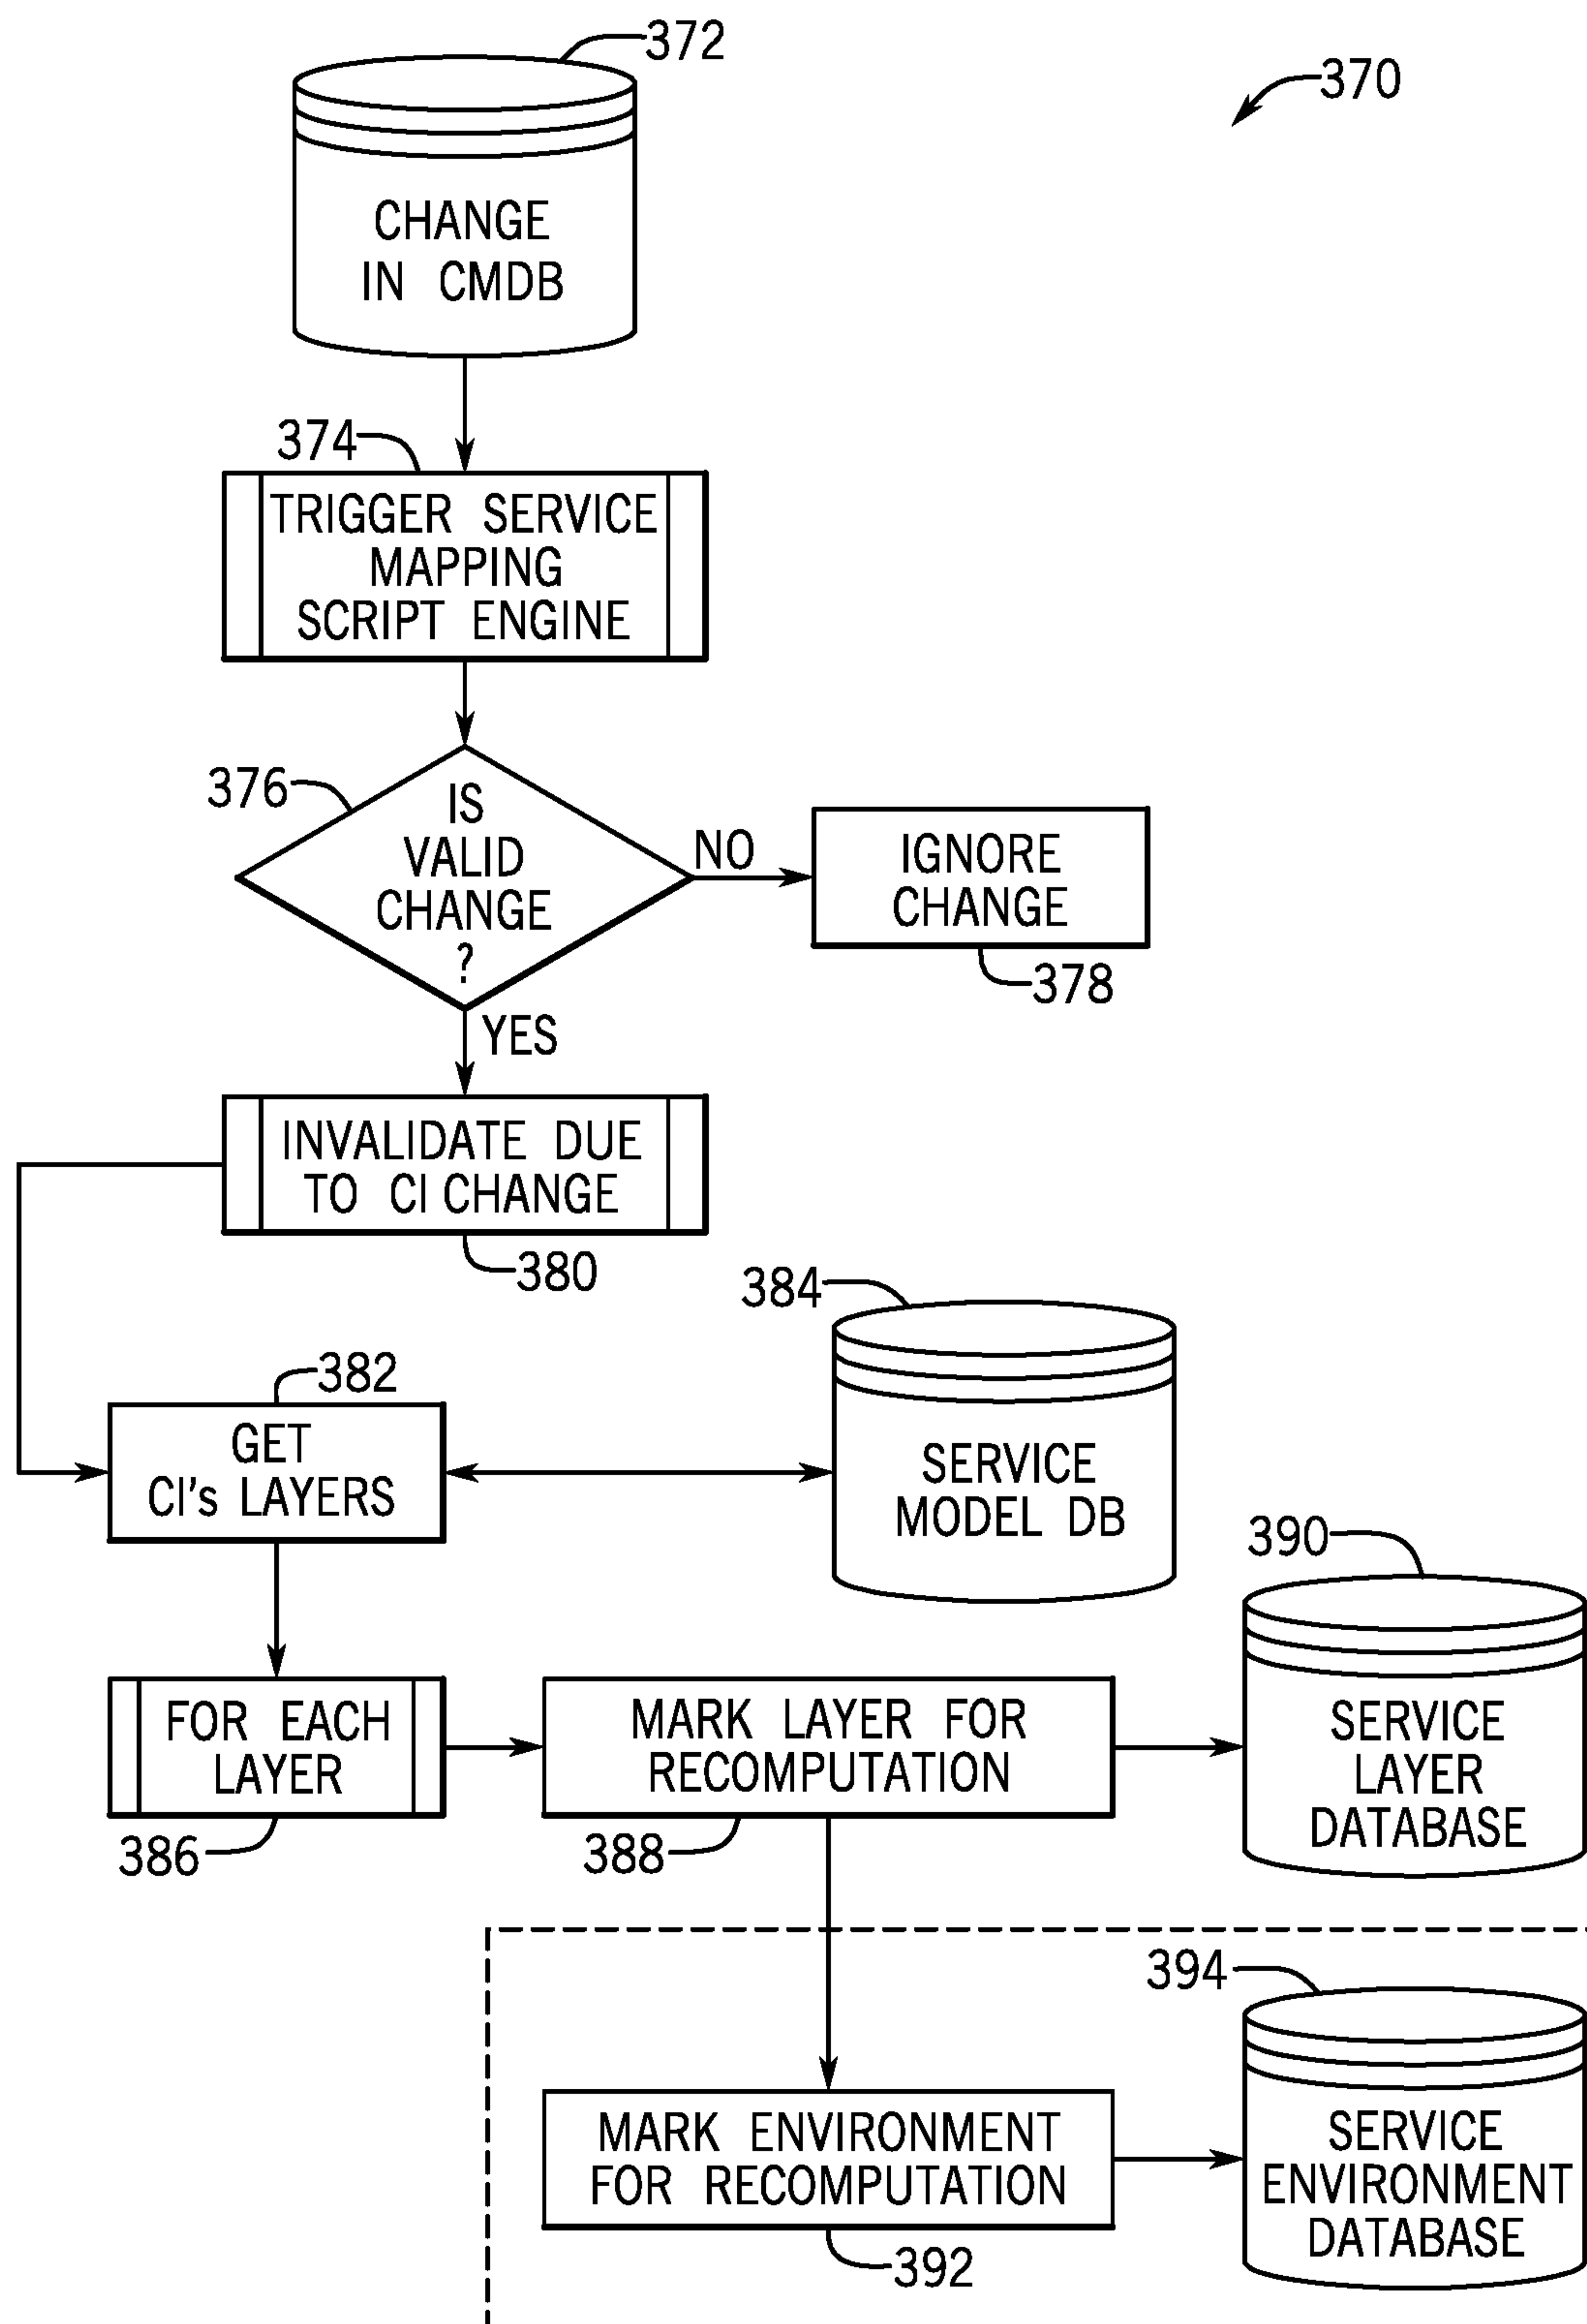 372
370
CHANGE
IN CMDB
374
TRIGGER SERVICE
MAPPING
SCRIPT ENGINE
376
IS
VALID
CHANGE
?
NO
IGNORE
CHANGE
378
YES
INVALIDATE DUE
TO CI CHANGE
380
384
382
GET
CI's LAYERS
SERVICE
MODEL DB
390
FOR EACH
LAYER
MARK LAYER FOR
RECOMPUTATION
SERVICE
LAYER
DATABASE
386
388
394
MARK ENVIRONMENT
FOR RECOMPUTATION
SERVICE
ENVIRONMENT
DATABASE
392